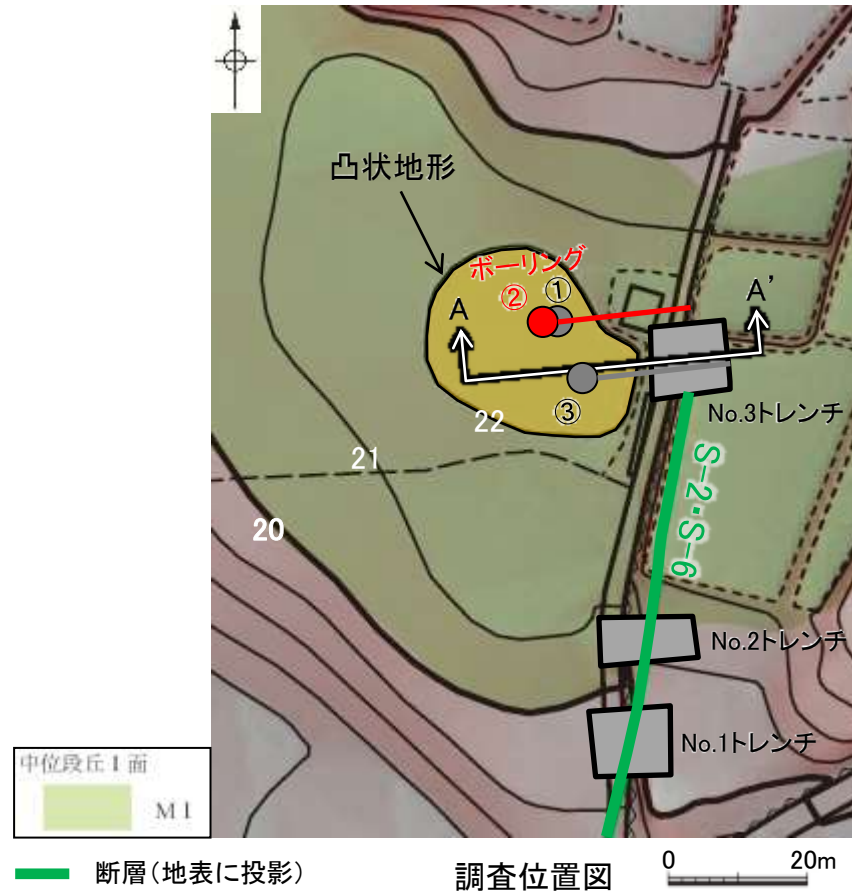 凸状地形
ボーリング
② ①
A
A'
③
No.3トレンチ
22
21
S-2・S-6
20
No.2トレンチ
No.1トレンチ
中位段丘Ⅰ面
MⅠ
断層(地表に投影)
調査位置図
0 20m